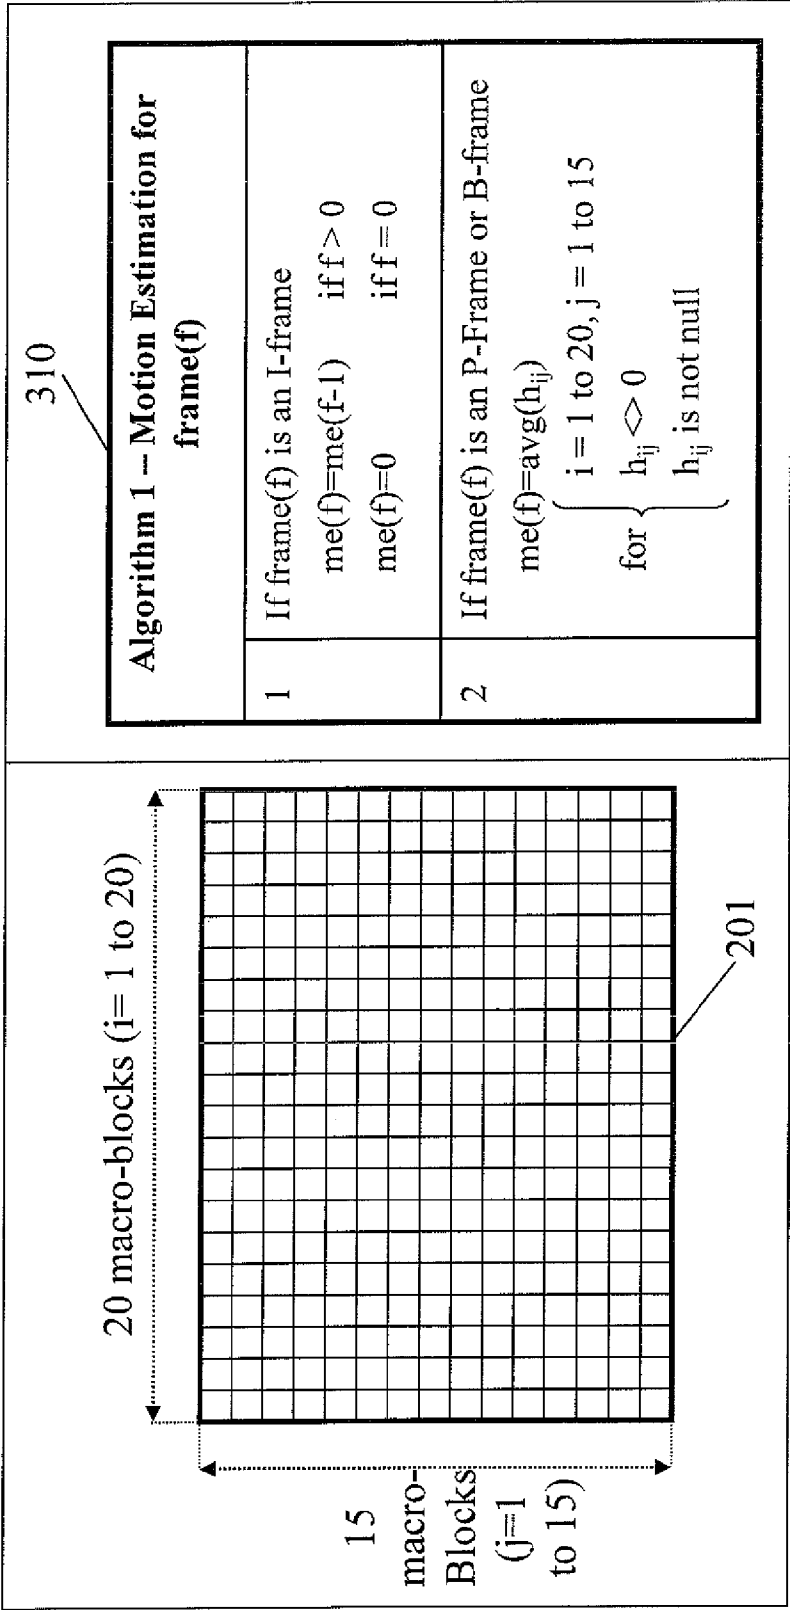 20 macro-blocks (i= 1 to 20)
15
macro-
Blocks
(j=1
to 15)
201
310
Algorithm 1 – Motion Estimation for
frame(f)
1
If frame(f) is an I-frame
me(f)=me(f-1) if f > 0
me(f)=0 if f = 0
2
If frame(f) is an P-Frame or B-frame
me(f)=avg(hij)
for
i = 1 to 20, j = 1 to 15
hij <> 0
hij is not null